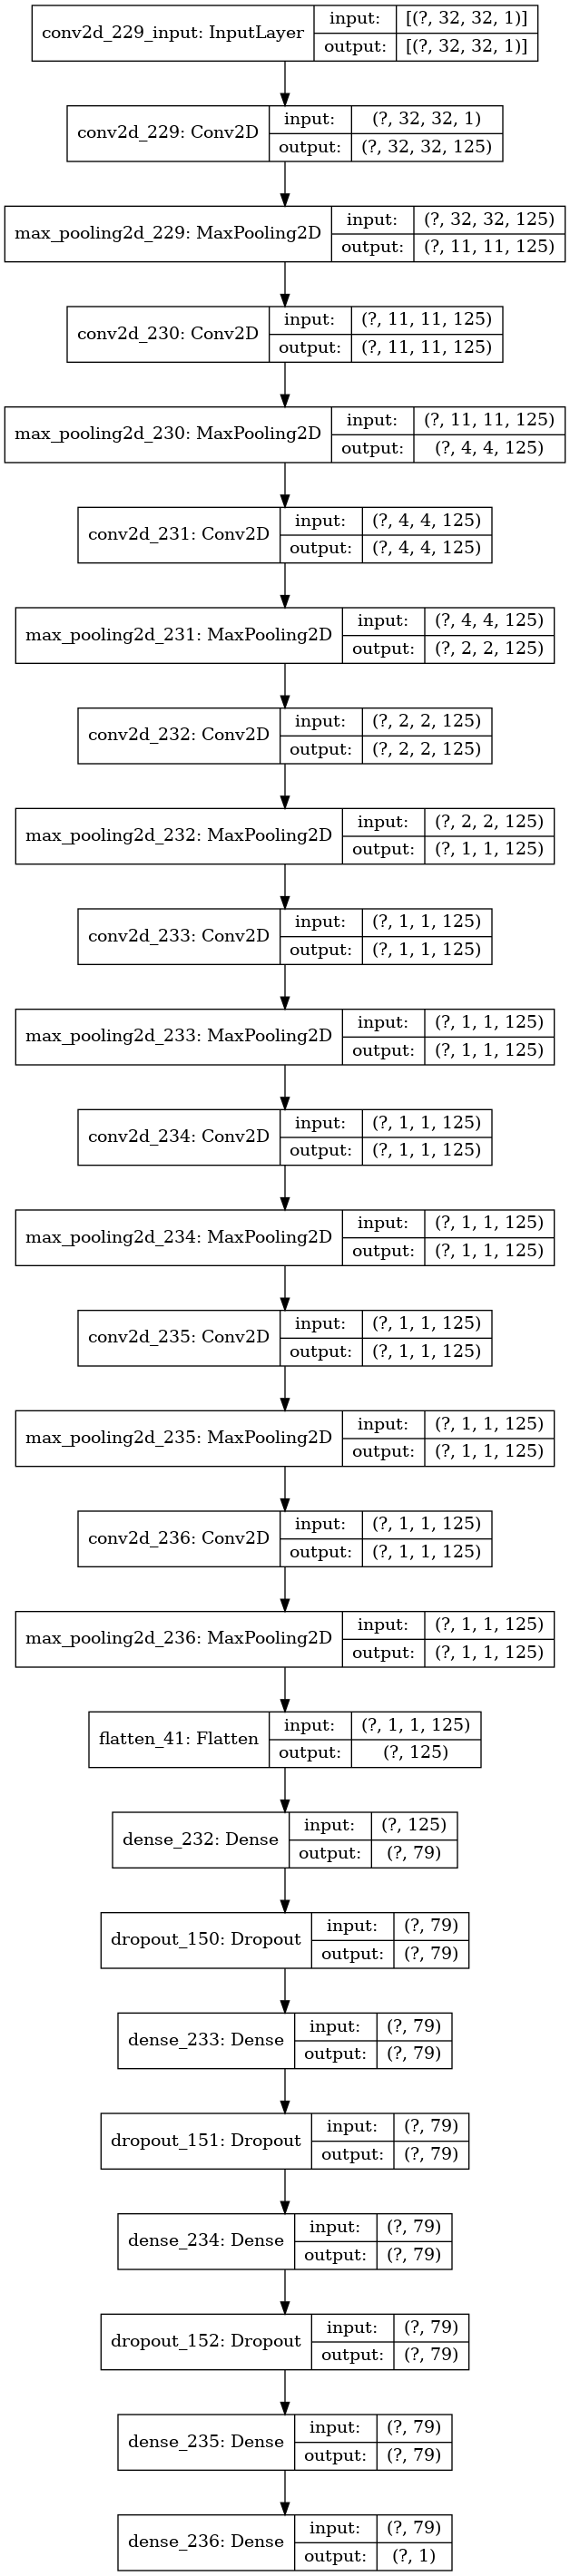 conv2d_229_input: InputLayer
input: [(?, 32, 32, 1)]
output: [(?, 32, 32, 1)]
conv2d_229: Conv2D
input: (?, 32, 32, 1)
output: (?, 32, 32, 125)
max_pooling2d_229: MaxPooling2D
input: (?, 32, 32, 125)
output: (?, 11, 11, 125)
conv2d_230: Conv2D
input: (?, 11, 11, 125)
output: (?, 11, 11, 125)
max_pooling2d_230: MaxPooling2D
input: (?, 11, 11, 125)
output: (?, 4, 4, 125)
conv2d_231: Conv2D
input: (?, 4, 4, 125)
output: (?, 4, 4, 125)
max_pooling2d_231: MaxPooling2D
input: (?, 4, 4, 125)
output: (?, 2, 2, 125)
conv2d_232: Conv2D
input: (?, 2, 2, 125)
output: (?, 2, 2, 125)
max_pooling2d_232: MaxPooling2D
input: (?, 2, 2, 125)
output: (?, 1, 1, 125)
conv2d_233: Conv2D
input: (?, 1, 1, 125)
output: (?, 1, 1, 125)
max_pooling2d_233: MaxPooling2D
input: (?, 1, 1, 125)
output: (?, 1, 1, 125)
conv2d_234: Conv2D
input: (?, 1, 1, 125)
output: (?, 1, 1, 125)
max_pooling2d_234: MaxPooling2D
input: (?, 1, 1, 125)
output: (?, 1, 1, 125)
conv2d_235: Conv2D
input: (?, 1, 1, 125)
output: (?, 1, 1, 125)
max_pooling2d_235: MaxPooling2D
input: (?, 1, 1, 125)
output: (?, 1, 1, 125)
conv2d_236: Conv2D
input: (?, 1, 1, 125)
output: (?, 1, 1, 125)
max_pooling2d_236: MaxPooling2D
input: (?, 1, 1, 125)
output: (?, 1, 1, 125)
flatten_41: Flatten
input: (?, 1, 1, 125)
output: (?, 125)
dense_232: Dense
input: (?, 125)
output: (?, 79)
dropout_150: Dropout
input: (?, 79)
output: (?, 79)
dense_233: Dense
input: (?, 79)
output: (?, 79)
dropout_151: Dropout
input: (?, 79)
output: (?, 79)
dense_234: Dense
input: (?, 79)
output: (?, 79)
dropout_152: Dropout
input: (?, 79)
output: (?, 79)
dense_235: Dense
input: (?, 79)
output: (?, 79)
dense_236: Dense
input: (?, 79)
output: (?, 1)